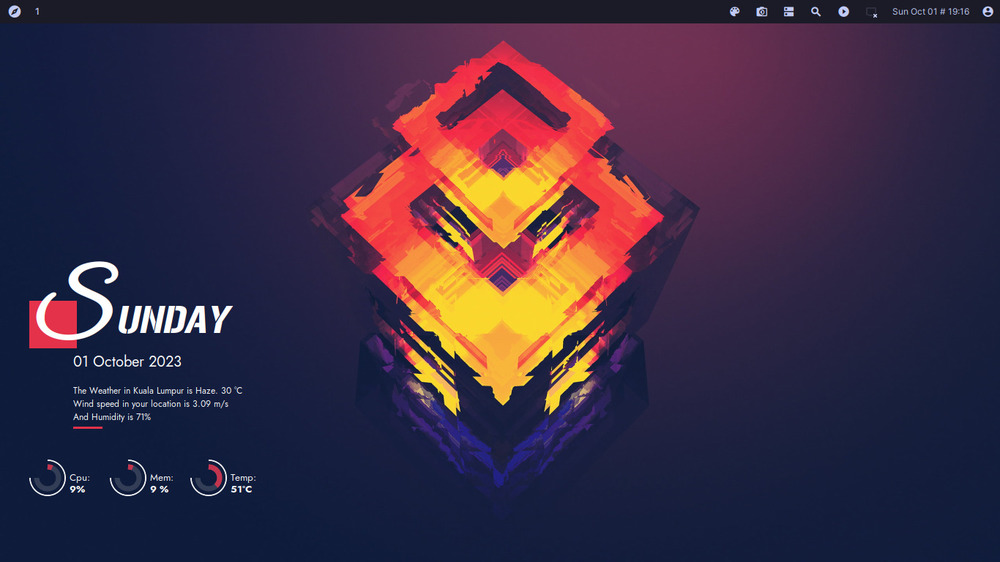 1
Sun Oct 01 # 19:16
SUNDAY
01 October 2023
The Weather in Kuala Lumpur is Haze. 30 °C
Wind speed in your location is 3.09 m/s
And Humidity is 71%
Cpu:
9%
Mem:
9 %
Temp:
51°C